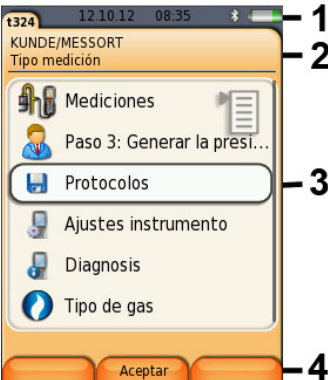 t324 12.10.12 08:35 1
KUNDE/MESSORT 2
Tipo medición
Mediciones
Paso 3: Generar la presi...
Protocolos 3
Ajustes instrumento
Diagnosis
Tipo de gas
Aceptar 4